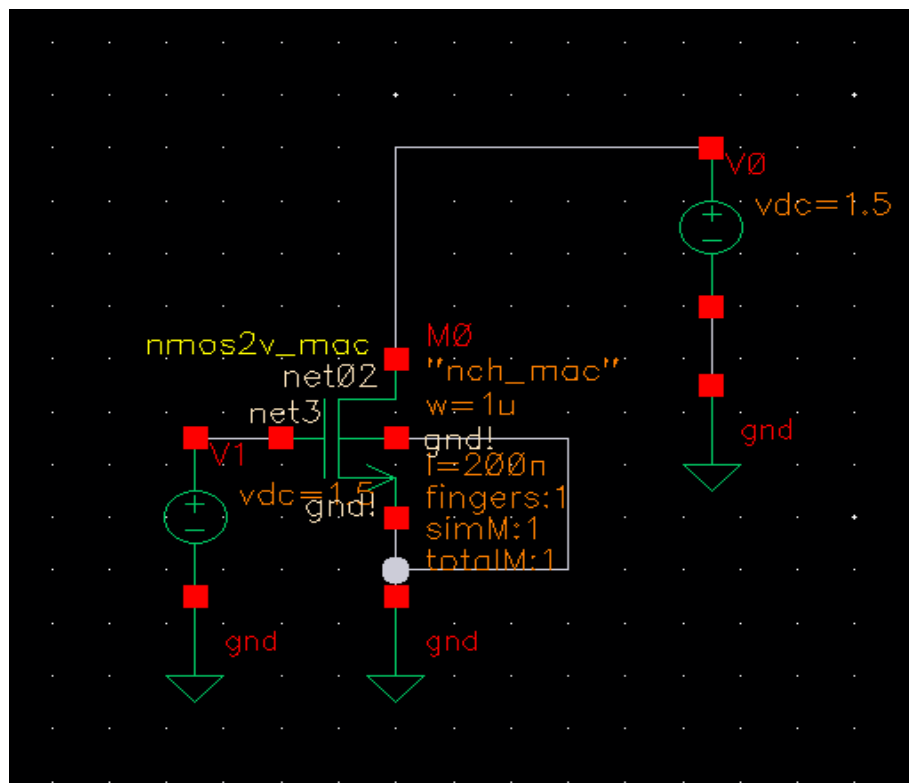 V0
vdc=1.5
nmos2v_mac
M0
net02
"nch_mac"
w=1u
net3
gnd!
V1
l=200n
gnd
vdc=1.5
fingers:1
gnd!
simM:1
totalM:1
gnd
gnd